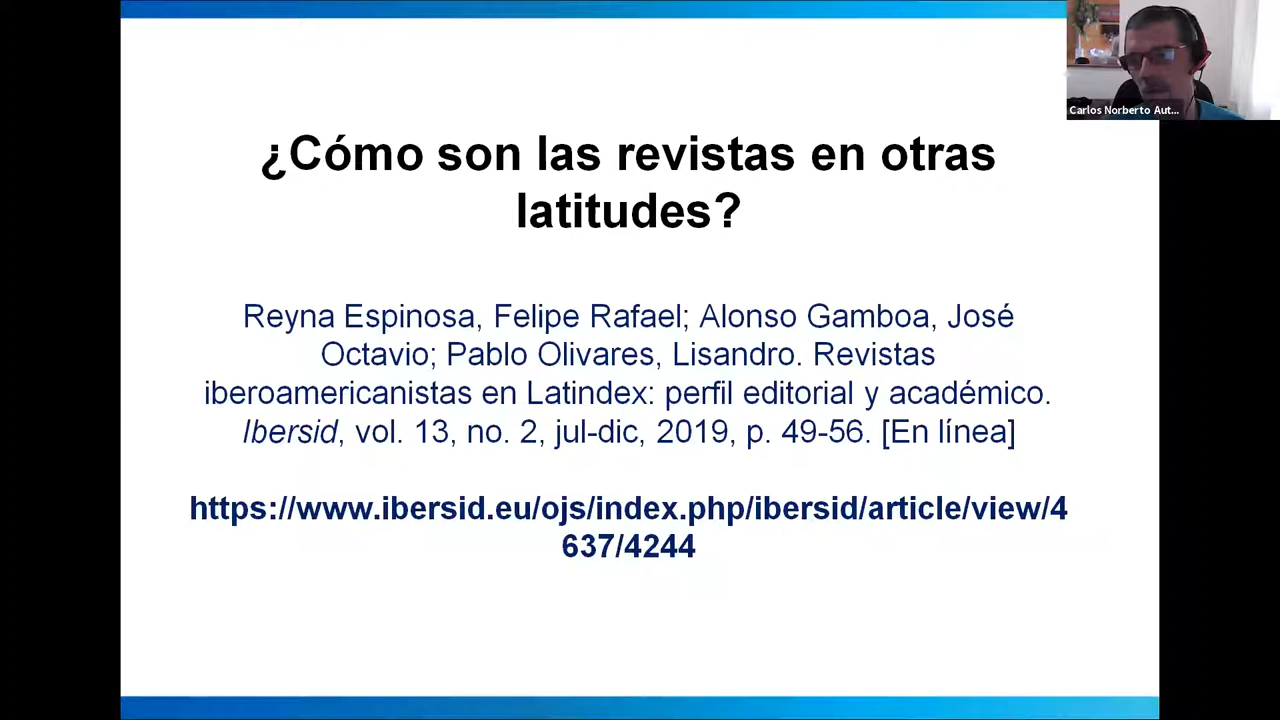 Carlos Norberto Aut...
¿Cómo son las revistas en otras
latitudes?
Reyna Espinosa, Felipe Rafael; Alonso Gamboa, José
Octavio; Pablo Olivares, Lisandro. Revistas
iberoamericanistas en Latindex: perfil editorial y académico.
Ibersid, vol. 13, no. 2, jul-dic, 2019, p. 49-56. [En línea]
https://www.ibersid.eu/ojs/index.php/ibersid/article/view/4
637/4244